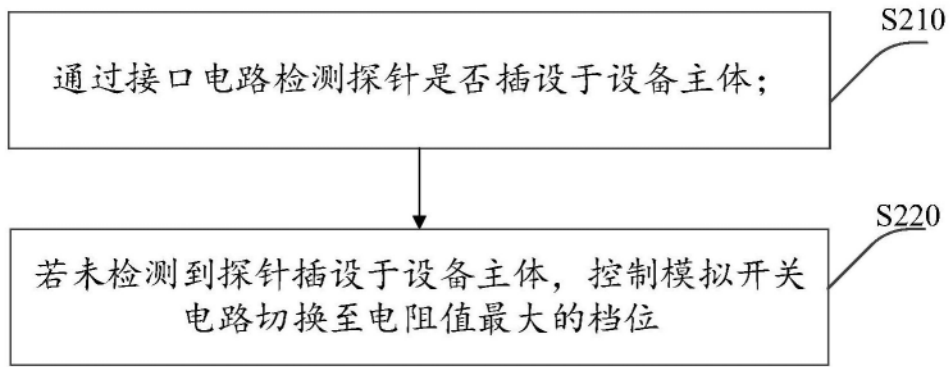 S210
通过接口电路检测探针是否插设于设备主体；
S220
若未检测到探针插设于设备主体，控制模拟开关
电路切换至电阻值最大的档位